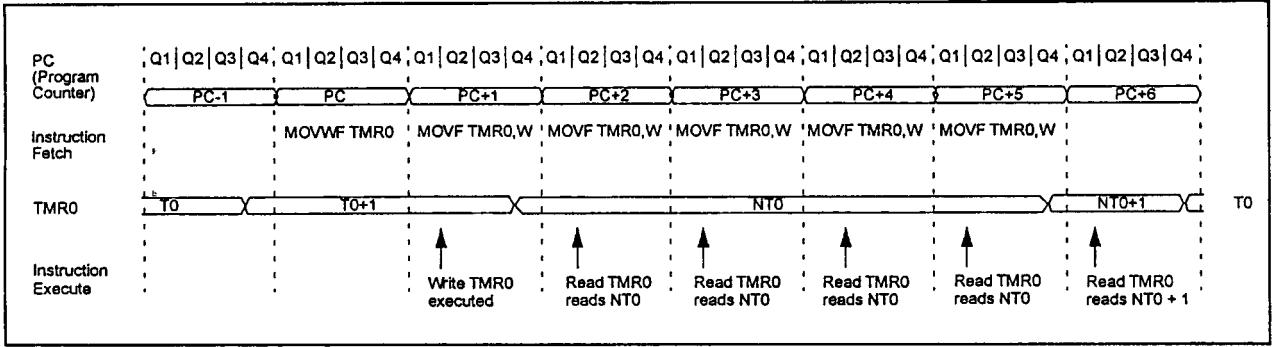 PC
(Program
Counter)
Q1 Q2 Q3 Q4 Q1 Q2 Q3 Q4 Q1 Q2 Q3 Q4 Q1 Q2 Q3 Q4 Q1 Q2 Q3 Q4 Q1 Q2 Q3 Q4 Q1 Q2 Q3 Q4 Q1 Q2 Q3 Q4
PC-1 PC PC+1 PC+2 PC+3 PC+4 PC+5 PC+6
Instruction
Fetch
MOVWF TMR0 MOVF TMR0,W MOVF TMR0,W MOVF TMR0,W MOVF TMR0,W MOVF TMR0,W
TMR0 T0 T0+1 NT0 NT0+1 T0
Instruction
Execute
Write TMR0
executed
Read TMR0
reads NT0
Read TMR0
reads NT0
Read TMR0
reads NT0
Read TMR0
reads NT0
Read TMR0
reads NT0 + 1